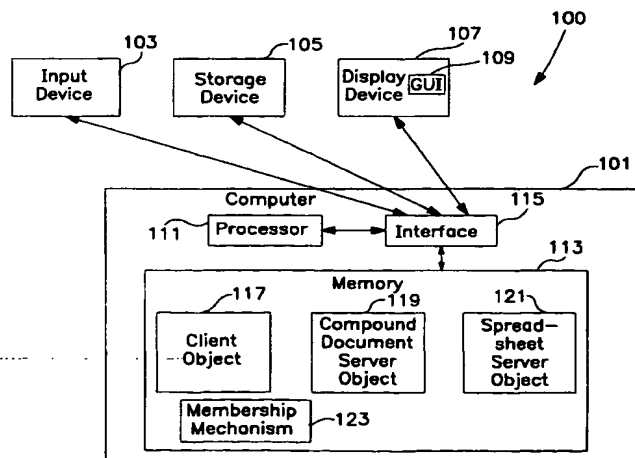 103
105
107
109
100
Input
Device
Storage
Device
Display
Device
GUI
101
Computer
115
111
Processor
Interface
113
Memory
117
119
121
Client
Object
Compound
Document
Server
Object
Spread-
sheet
Server
Object
Membership
Mechanism
123